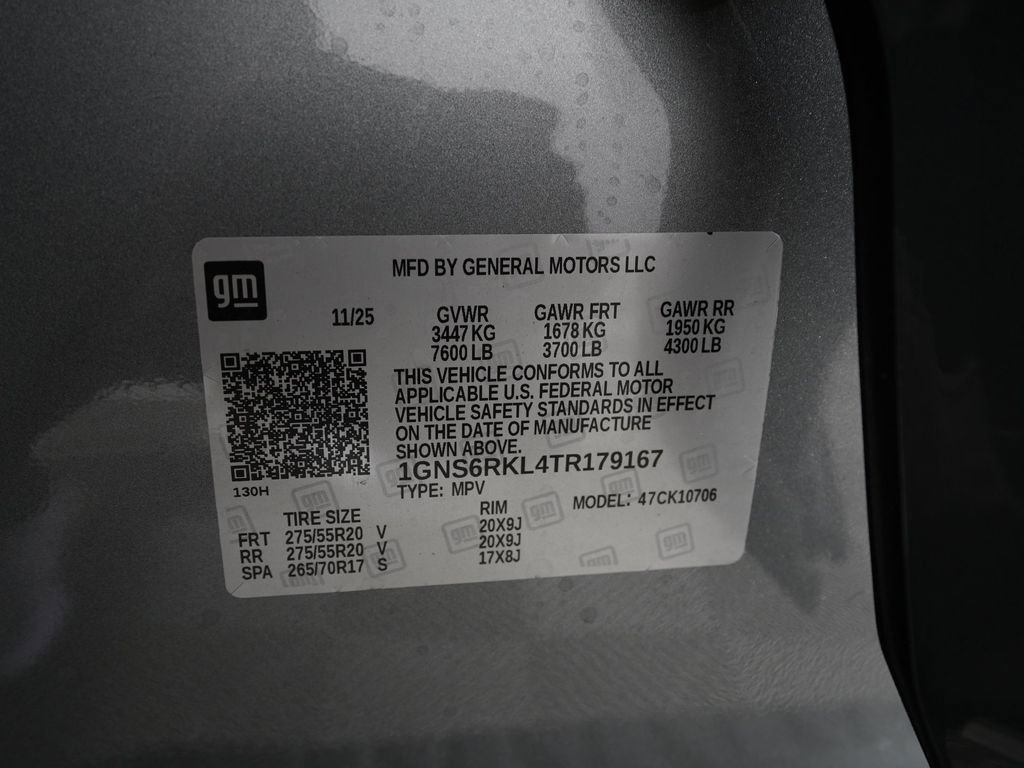 gm
MFD BY GENERAL MOTORS LLC
11/25
GVWR GAWR FRT GAWR RR
3447 KG 1678 KG 1950 KG
7600 LB 3700 LB 4300 LB
THIS VEHICLE CONFORMS TO ALL
APPLICABLE U.S. FEDERAL MOTOR
VEHICLE SAFETY STANDARDS IN EFFECT
ON THE DATE OF MANUFACTURE
SHOWN ABOVE.
1GNS6RKL4TR179167
130H
TYPE: MPV
MODEL: 47CK10706
TIRE SIZE RIM
FRT 275/55R20 V 20X9J
RR 275/55R20 V 20X9J
SPA 265/70R17 S 17X8J